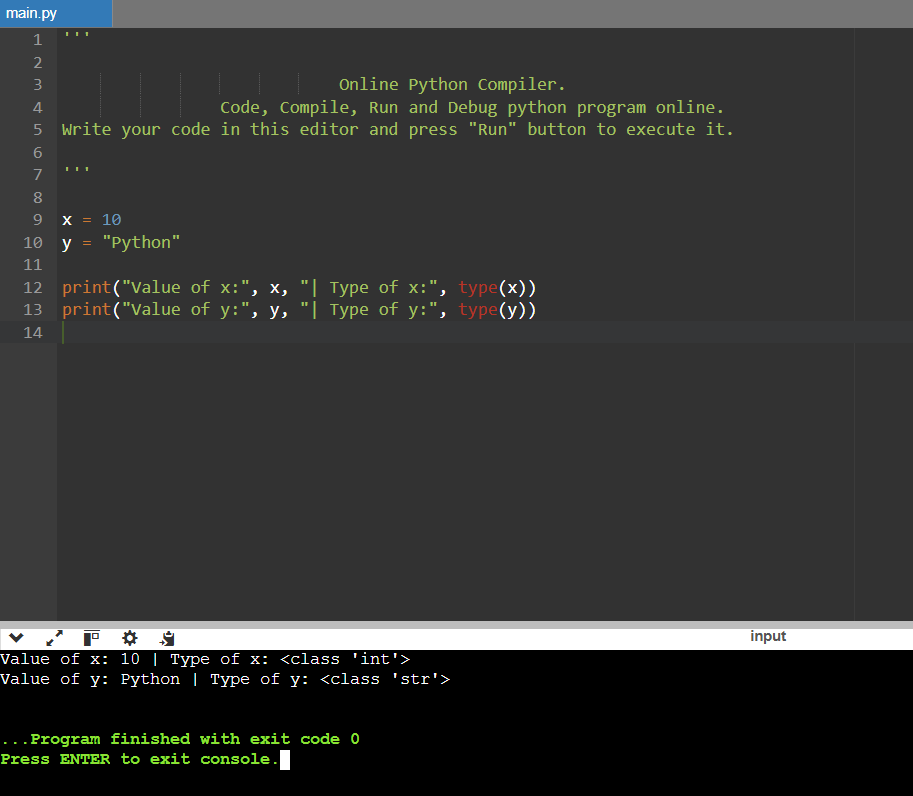 main.py
1 '''
2
3 Online Python Compiler.
4 Code, Compile, Run and Debug python program online.
5 Write your code in this editor and press "Run" button to execute it.
6
7 '''
8
9 x = 10
10 y = "Python"
11
12 print("Value of x:", x, "| Type of x:", type(x))
13 print("Value of y:", y, "| Type of y:", type(y))
14
input
Value of x: 10 | Type of x: <class 'int'>
Value of y: Python | Type of y: <class 'str'>
...Program finished with exit code 0
Press ENTER to exit console.